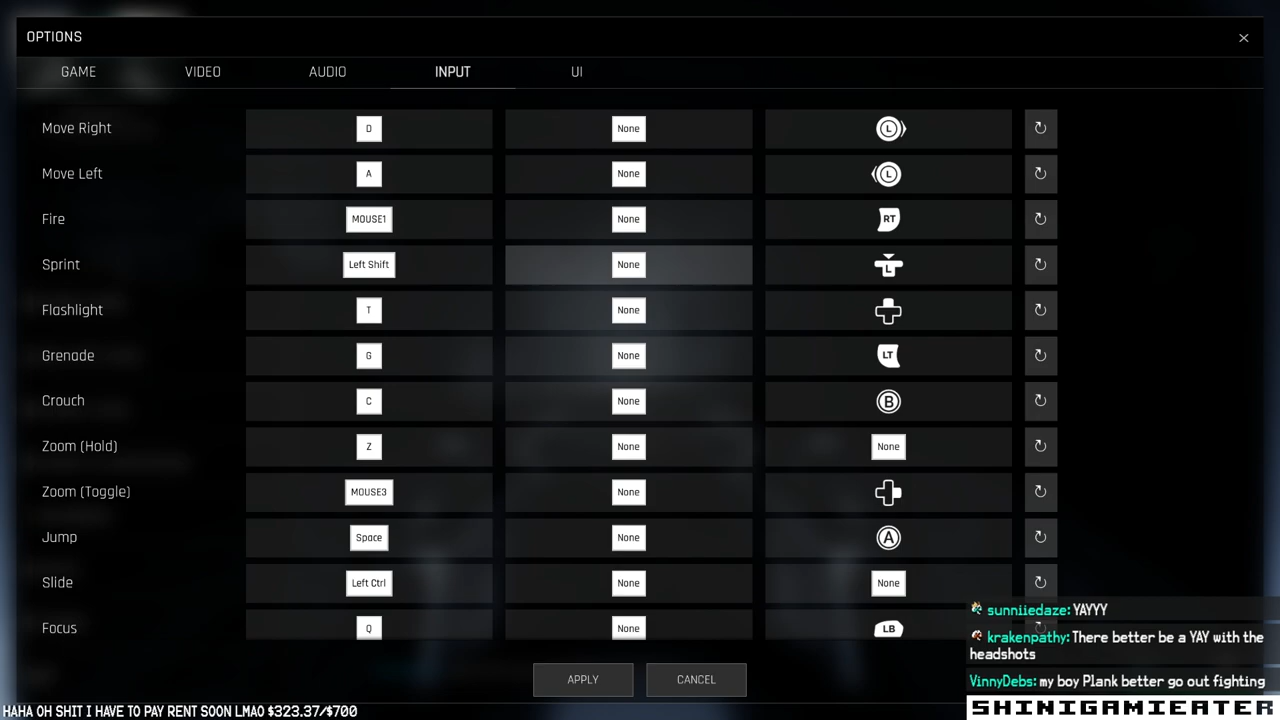 OPTIONS
GAME VIDEO AUDIO INPUT UI
Move Right D None L
Move Left A None L
Fire MOUSE1 None RT
Sprint Left Shift None L
Flashlight T None
Grenade G None LT
Crouch C None B
Zoom (Hold) Z None None
Zoom (Toggle) MOUSE3 None
Jump Space None A
Slide Left Ctrl None None
Focus Q None LB
APPLY CANCEL
sunniiedaze: YAYYY
krakenpathy: There better be a YAY with the
headshots
VinnyDebs: my boy Plank better go out fighting
HAHA OH SHIT I HAVE TO PAY RENT SOON LMAO $323.37/$700
SHINIGAMIEATER